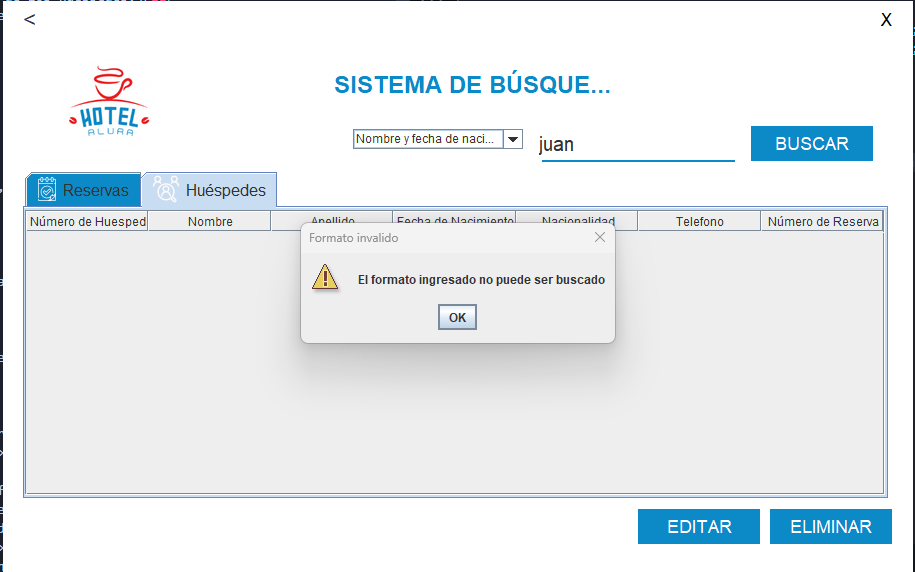 <
X
HOTEL
ALURA
SISTEMA DE BÚSQUE...
Nombre y fecha de naci...
juan
BUSCAR
Reservas
Huéspedes
Número de Huesped
Nombre
Apellido
Fecha de Nacimiento
Nacionalidad
Telefono
Número de Reserva
Formato invalido
El formato ingresado no puede ser buscado
OK
EDITAR
ELIMINAR